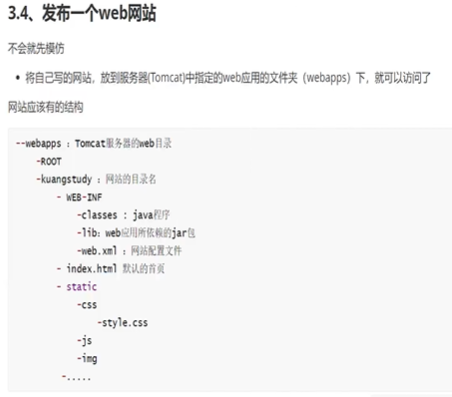 3.4、发布一个web网站
不会就先模仿
• 将自己写的网站，放到服务器(Tomcat)中指定的web应用的文件夹（webapps）下，就可以访问了
网站应该有的结构
--webapps ：Tomcat服务器的web目录
-ROOT
-kuangstudy ：网站的目录名
- WEB-INF
-classes : java程序
-lib：web应用所依赖的jar包
-web.xml ：网站配置文件
- index.html 默认的首页
- static
-css
-style.css
-js
-img
-.....